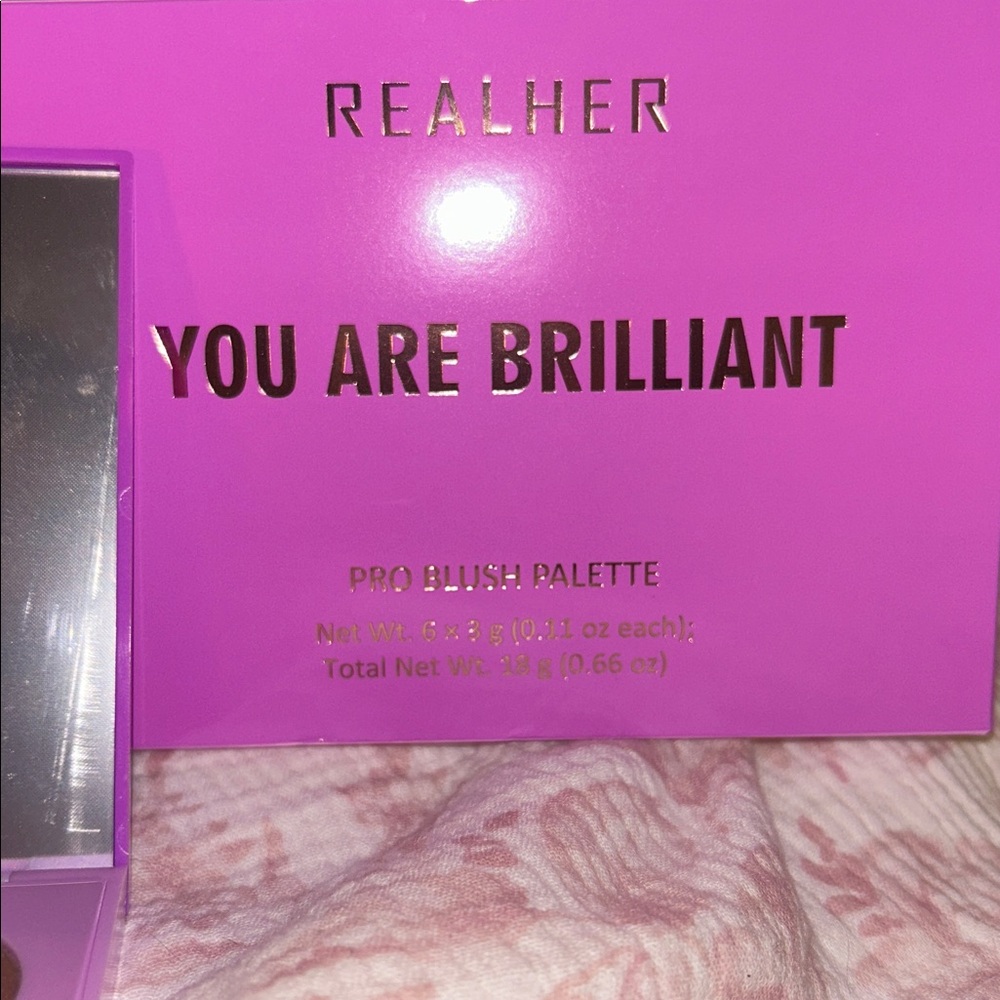 REALHER
YOU ARE BRILLIANT
PRO BLUSH PALETTE
Net Wt. 6 × 3 g (0.11 oz each);
Total Net Wt. 18 g (0.66 oz)